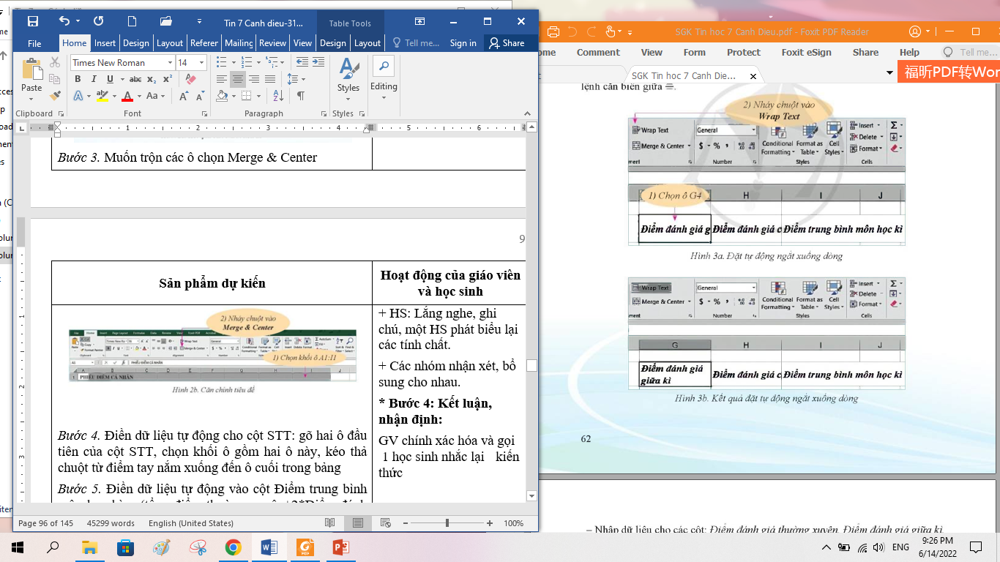 Tin 7 Canh dieu-31...
Table Tools
File
Home
Insert
Design
Layout
Referer
Mailing
Review
View
Design
Layout
Tell me...
Sign in
Share
Times New Roman
14
Paste
Styles
Editing
Clipboard
Font
Paragraph
Styles
Bước 3. Muốn trộn các ô chọn Merge & Center
9
Sản phẩm dự kiến
Hoạt động của giáo viên
và học sinh
2) Nháy chuột vào
Merge & Center
1) Chọn khối ô A1:I1
PHIẾU ĐIỂM CÁ NHÂN
Hình 2b. Căn chỉnh tiêu đề
Bước 4. Điền dữ liệu tự động cho cột STT: gõ hai ô đầu
tiên của cột STT, chọn khối ô gồm hai ô này, kéo thả
chuột từ điểm tay nắm xuống đến ô cuối trong bảng
Bước 5. Điền dữ liệu tự động vào cột Điểm trung bình
+ HS: Lắng nghe, ghi
chú, một HS phát biểu lại
các tính chất.
+ Các nhóm nhận xét, bổ
sung cho nhau.
* Bước 4: Kết luận,
nhận định:
GV chính xác hóa và gọi
1 học sinh nhắc lại kiến
thức
Page 96 of 145
45299 words
English (United States)
100%
SGK Tin hoc 7 Canh Dieu.pdf - Foxit PDF Reader
ome
Comment
View
Form
Protect
Foxit eSign
Share
Help
Tell me...
SGK Tin hoc 7 Canh Die...
福昕PDF转Wor
lệnh căn biên giữa
2) Nháy chuột vào
Wrap Text
Wrap Text
General
Merge & Center
Conditional
Formatting
Format as
Table
Cell
Styles
Insert
Delete
Format
ment
Number
Styles
Cells
1) Chọn ô G4
H
I
J
Điểm đánh giá g
Điểm đánh giá c
Điểm trung bình môn học kì
Hình 3a. Đặt tự động ngắt xuống dòng
Wrap Text
General
Merge & Center
Conditional
Formatting
Format as
Table
Cell
Styles
Insert
Delete
Format
ment
Number
Styles
Cells
G
H
I
J
Điểm đánh giá
giữa kì
Điểm đánh giá c
Điểm trung bình môn học kì
Hình 3b. Kết quả đặt tự động ngắt xuống dòng
62
– Nhập dữ liệu cho các cột: Điểm đánh giá thường xuyên, Điểm đánh giá giữa kì,
ENG
9:26 PM
6/14/2022